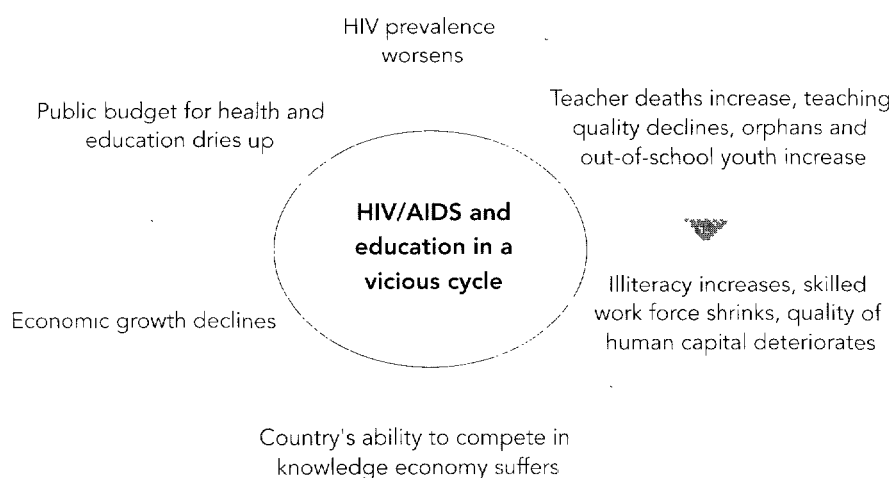 HIV prevalence
worsens
Teacher deaths increase, teaching
quality declines, orphans and
out-of-school youth increase
Illiteracy increases, skilled
work force shrinks, quality of
human capital deteriorates
Country's ability to compete in
knowledge economy suffers
Economic growth declines
Public budget for health and
education dries up
HIV/AIDS and
education in a
vicious cycle